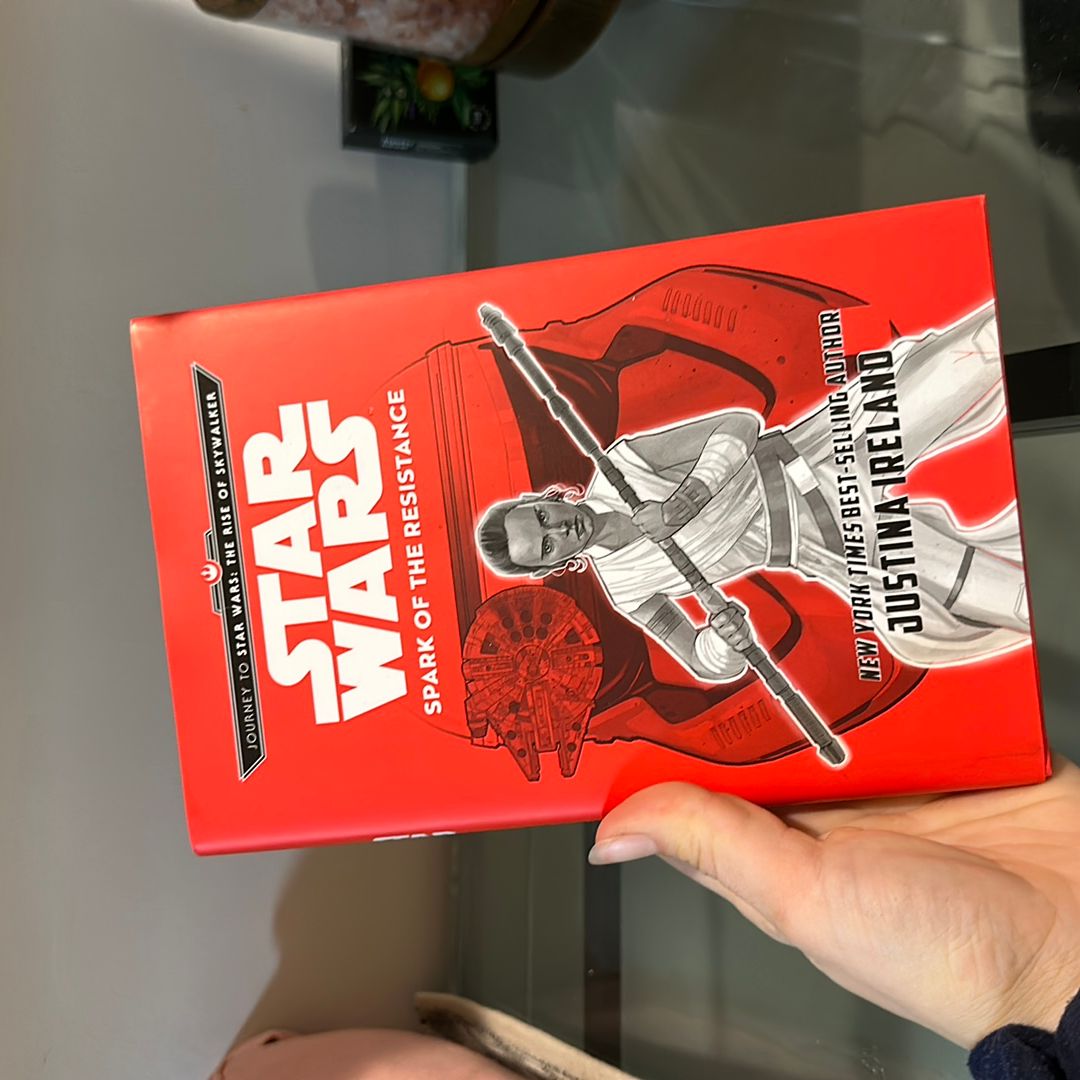 JOURNEY TO STAR WARS: THE RISE OF SKYWALKER
STAR
WARS
SPARK OF THE RESISTANCE
NEW YORK TIMES BEST-SELLING AUTHOR
JUSTINA IRELAND